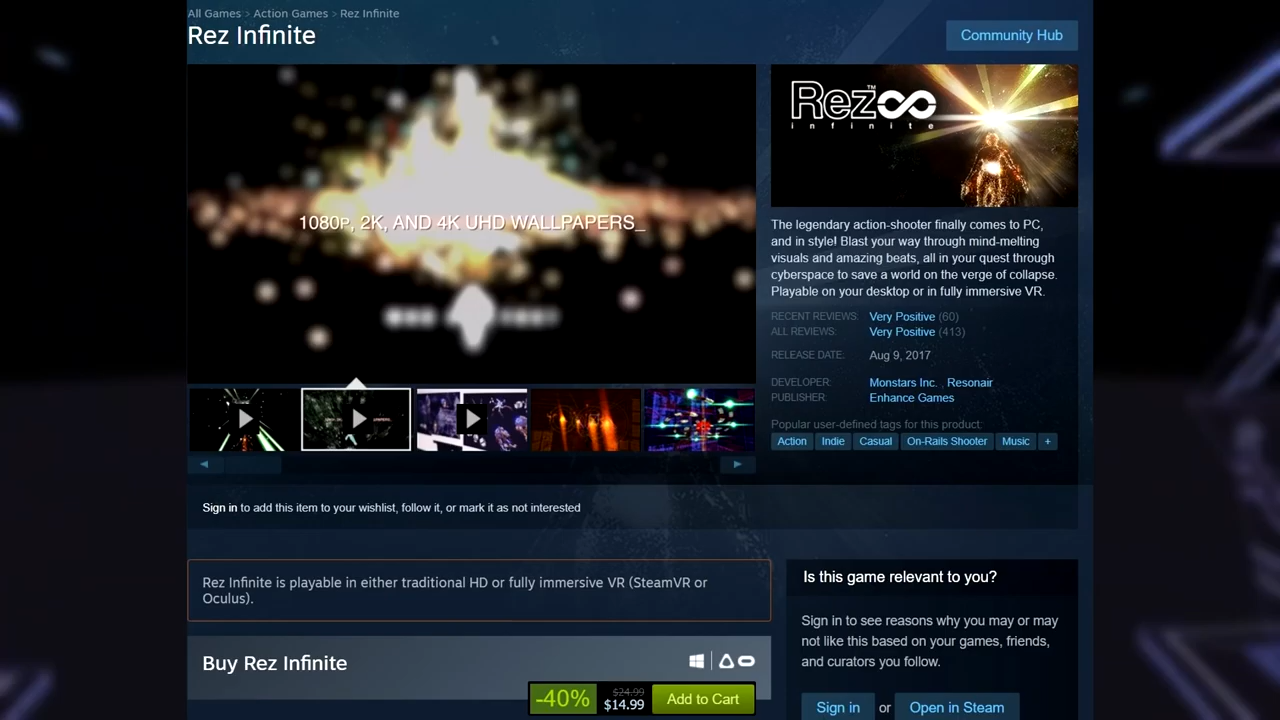 All Games > Action Games > Rez Infinite
Rez Infinite
Community Hub
1080P, 2K, AND 4K UHD WALLPAPERS_
Rez™
infinite
The legendary action-shooter finally comes to PC,
and in style! Blast your way through mind-melting
visuals and amazing beats, all in your quest through
cyberspace to save a world on the verge of collapse.
Playable on your desktop or in fully immersive VR.
RECENT REVIEWS: Very Positive (60)
ALL REVIEWS: Very Positive (413)
RELEASE DATE: Aug 9, 2017
DEVELOPER: Monstars Inc. , Resonair
PUBLISHER: Enhance Games
Popular user-defined tags for this product:
Action Indie Casual On-Rails Shooter Music +
Sign in to add this item to your wishlist, follow it, or mark it as not interested
Rez Infinite is playable in either traditional HD or fully immersive VR (SteamVR or
Oculus).
Buy Rez Infinite
-40% $24.99 $14.99 Add to Cart
Is this game relevant to you?
Sign in to see reasons why you may or may
not like this based on your games, friends,
and curators you follow.
Sign in or Open in Steam